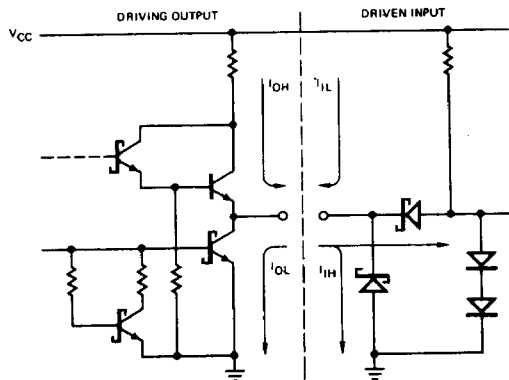 DRIVING OUTPUT
DRIVEN INPUT
VCC
IOH
IIL
IOL
IIH